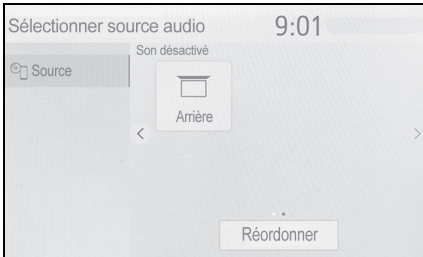 Sélectionner source audio
9:01
Son désactivé
Source
Arrière
Réordonner